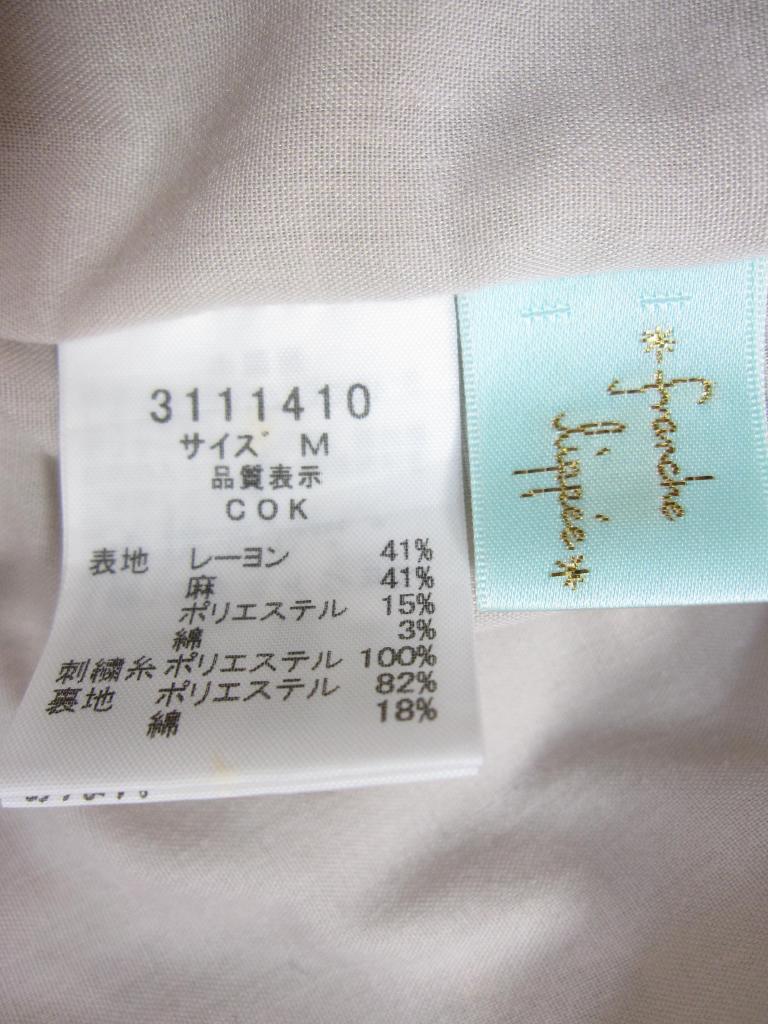 3111410
サイズ M
品質表示
COK
表地 レーヨン 41%
麻 41%
ポリエステル 15%
綿 3%
刺繍糸 ポリエステル 100%
裏地 ポリエステル 82%
綿 18%
franche
lippée